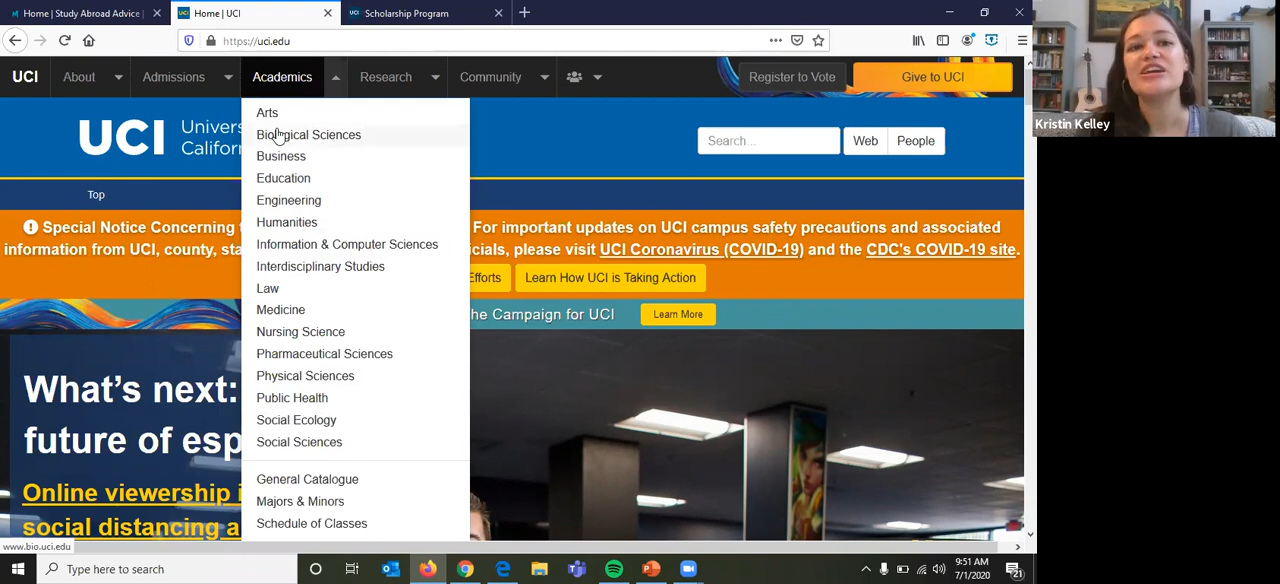 Home | Study Abroad Advice |
Home | UCI
UCI Scholarship Program
https://uci.edu
UCI About Admissions Academics Research Community Register to Vote Give to UCI
UCI Univer
Califor
Search... Web People
Top
Arts
Biological Sciences
Business
Education
Engineering
Humanities
Information & Computer Sciences
Interdisciplinary Studies
Law
Medicine
Nursing Science
Pharmaceutical Sciences
Physical Sciences
Public Health
Social Ecology
Social Sciences
General Catalogue
Majors & Minors
Schedule of Classes
Special Notice Concerning For important updates on UCI campus safety precautions and associated
information from UCI, county, sta icials, please visit UCI Coronavirus (COVID-19) and the CDC's COVID-19 site.
Efforts Learn How UCI is Taking Action
he Campaign for UCI Learn More
What's next:
future of esp
Online viewership i
social distancing a
www.bio.uci.edu
Type here to search
9:51 AM
7/1/2020
21
Kristin Kelley